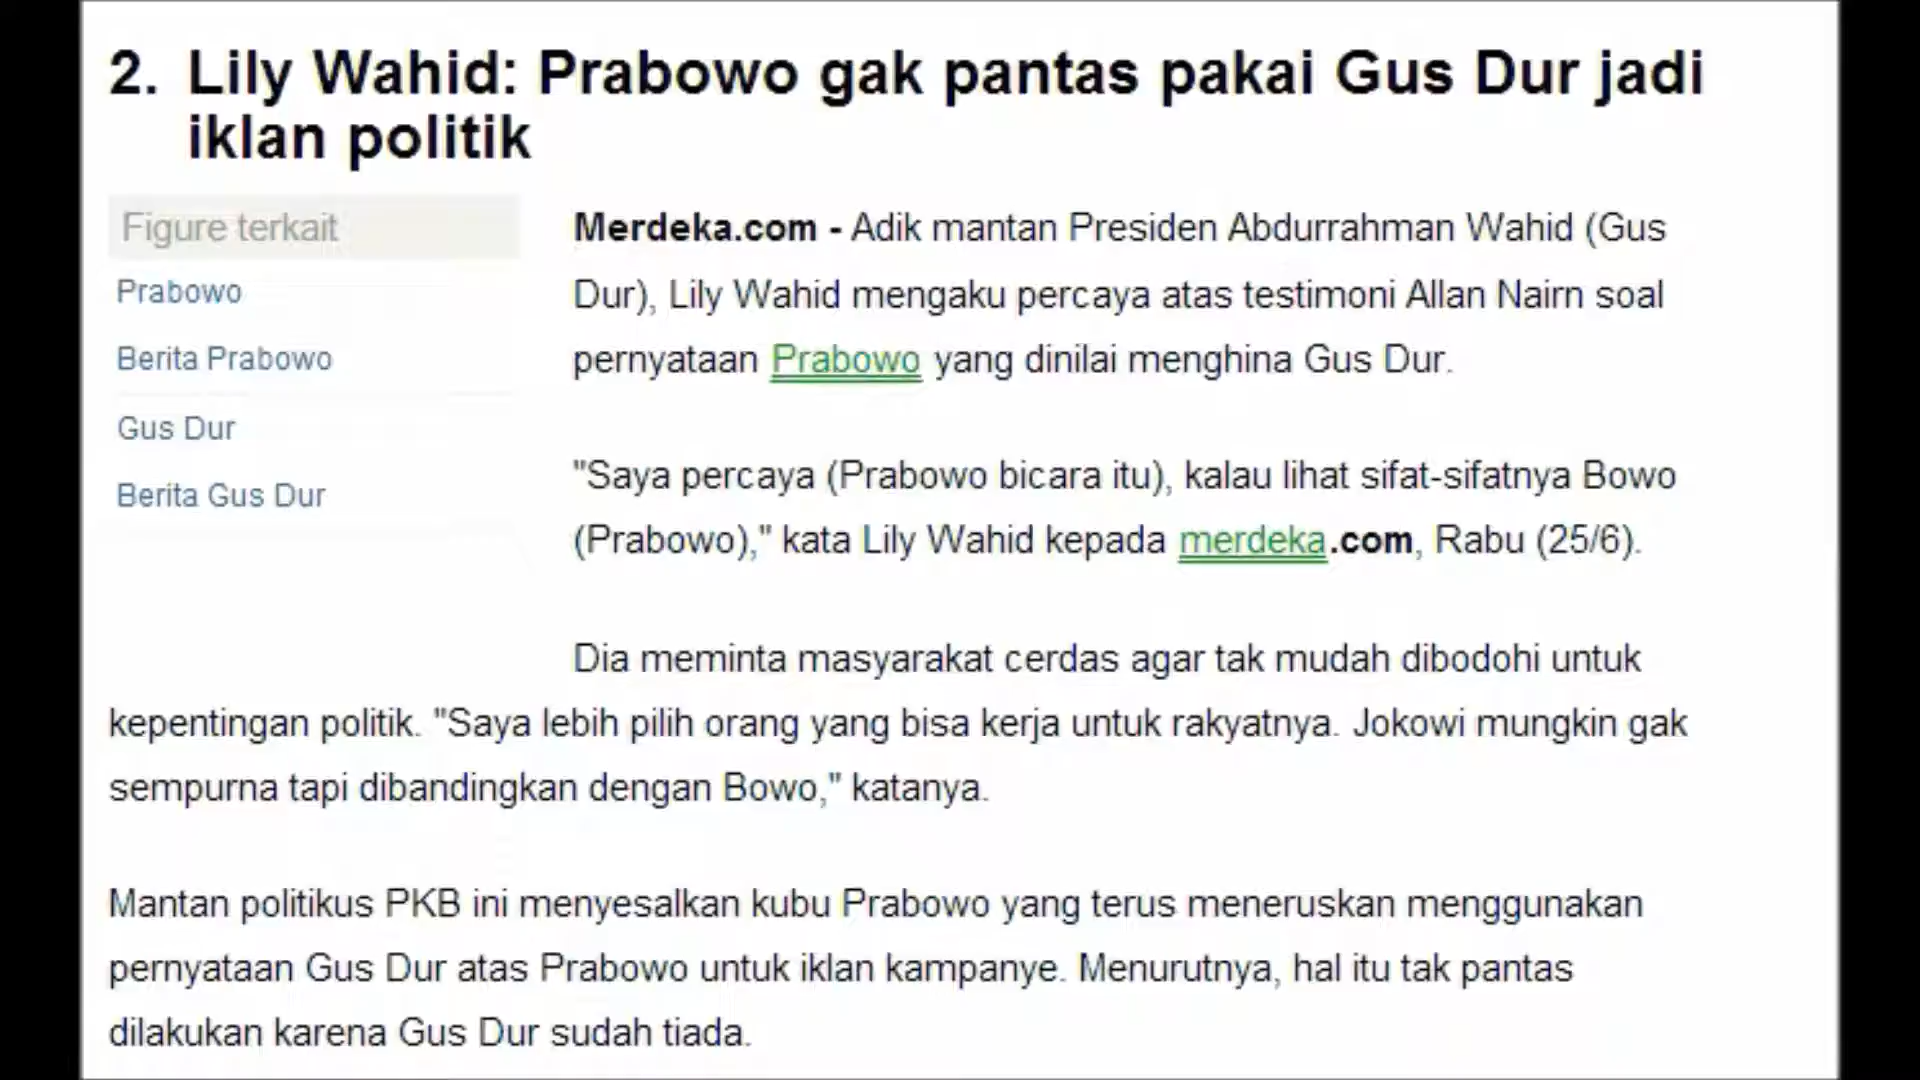 2. Lily Wahid: Prabowo gak pantas pakai Gus Dur jadi
iklan politik
Figure terkait
Prabowo
Berita Prabowo
Gus Dur
Berita Gus Dur
Merdeka.com - Adik mantan Presiden Abdurrahman Wahid (Gus
Dur), Lily Wahid mengaku percaya atas testimoni Allan Nairn soal
pernyataan Prabowo yang dinilai menghina Gus Dur.
"Saya percaya (Prabowo bicara itu), kalau lihat sifat-sifatnya Bowo
(Prabowo)," kata Lily Wahid kepada merdeka.com, Rabu (25/6).
Dia meminta masyarakat cerdas agar tak mudah dibodohi untuk
kepentingan politik. "Saya lebih pilih orang yang bisa kerja untuk rakyatnya. Jokowi mungkin gak
sempurna tapi dibandingkan dengan Bowo," katanya.
Mantan politikus PKB ini menyesalkan kubu Prabowo yang terus meneruskan menggunakan
pernyataan Gus Dur atas Prabowo untuk iklan kampanye. Menurutnya, hal itu tak pantas
dilakukan karena Gus Dur sudah tiada.